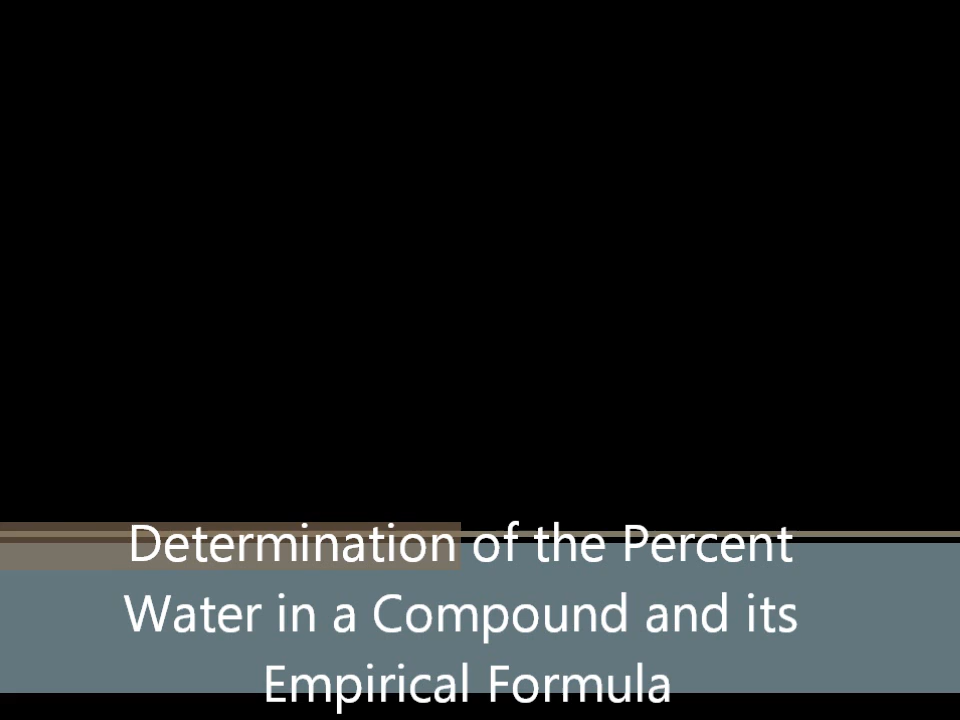 Determination of the Percent
Water in a Compound and its
Empirical Formula